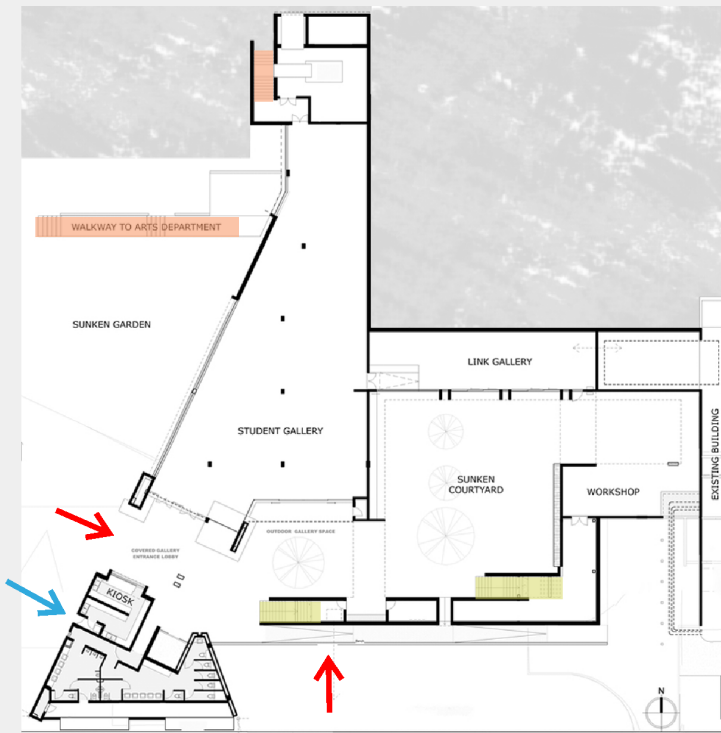 WALKWAY TO ARTS DEPARTMENT
SUNKEN GARDEN
LINK GALLERY
STUDENT GALLERY
EXISTING BUILDING
SUNKEN
COURTYARD
WORKSHOP
OUTDOOR GALLERY SPACE
COVERED GALLERY
ENTRANCE LOBBY
KIOSK
N